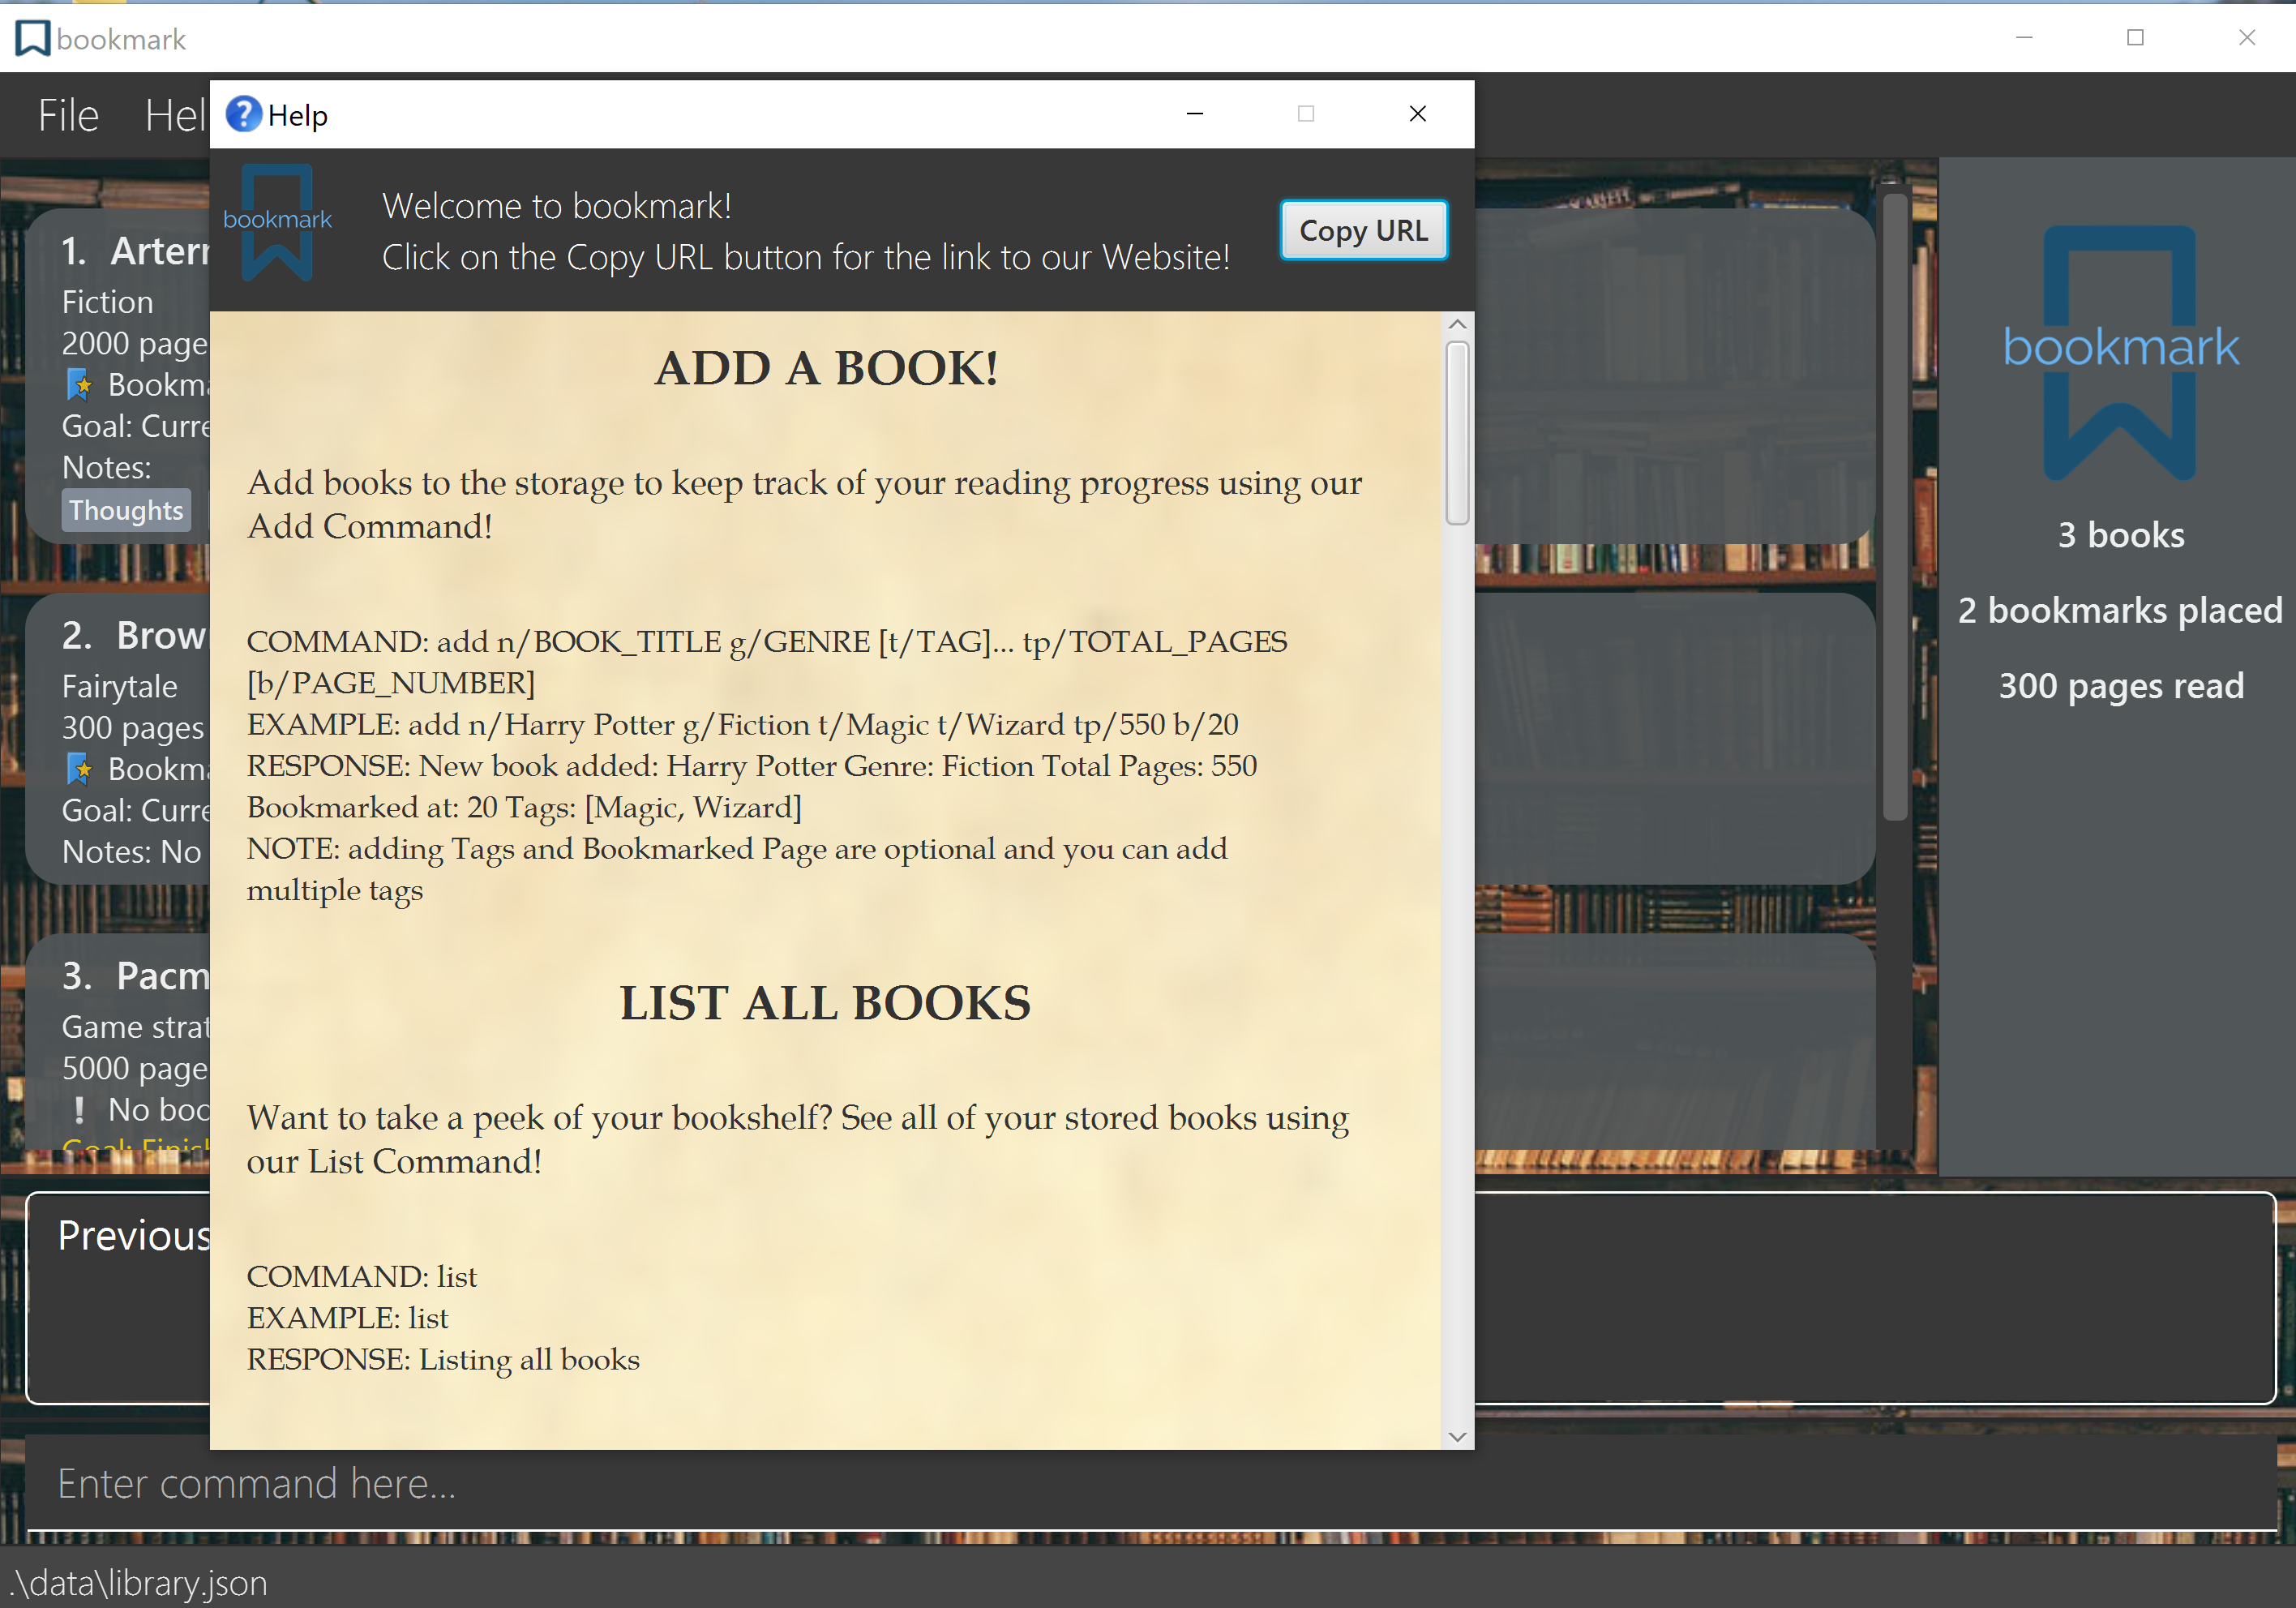 bookmark
File Hel
Help
bookmark
Welcome to bookmark!
Click on the Copy URL button for the link to our Website!
Copy URL
ADD A BOOK!
Add books to the storage to keep track of your reading progress using our
Add Command!
COMMAND: add n/BOOK_TITLE g/GENRE [t/TAG]... tp/TOTAL_PAGES
[b/PAGE_NUMBER]
EXAMPLE: add n/Harry Potter g/Fiction t/Magic t/Wizard tp/550 b/20
RESPONSE: New book added: Harry Potter Genre: Fiction Total Pages: 550
Bookmarked at: 20 Tags: [Magic, Wizard]
NOTE: adding Tags and Bookmarked Page are optional and you can add
multiple tags
LIST ALL BOOKS
Want to take a peek of your bookshelf? See all of your stored books using
our List Command!
COMMAND: list
EXAMPLE: list
RESPONSE: Listing all books
1. Artem
Fiction
2000 page
Bookma
Goal: Curre
Notes:
Thoughts
2. Brow
Fairytale
300 pages
Bookma
Goal: Curre
Notes: No
3. Pacm
Game strat
5000 page
No boo
Goal: Finish
bookmark
3 books
2 bookmarks placed
300 pages read
Previous
Enter command here...
.\data\library.json